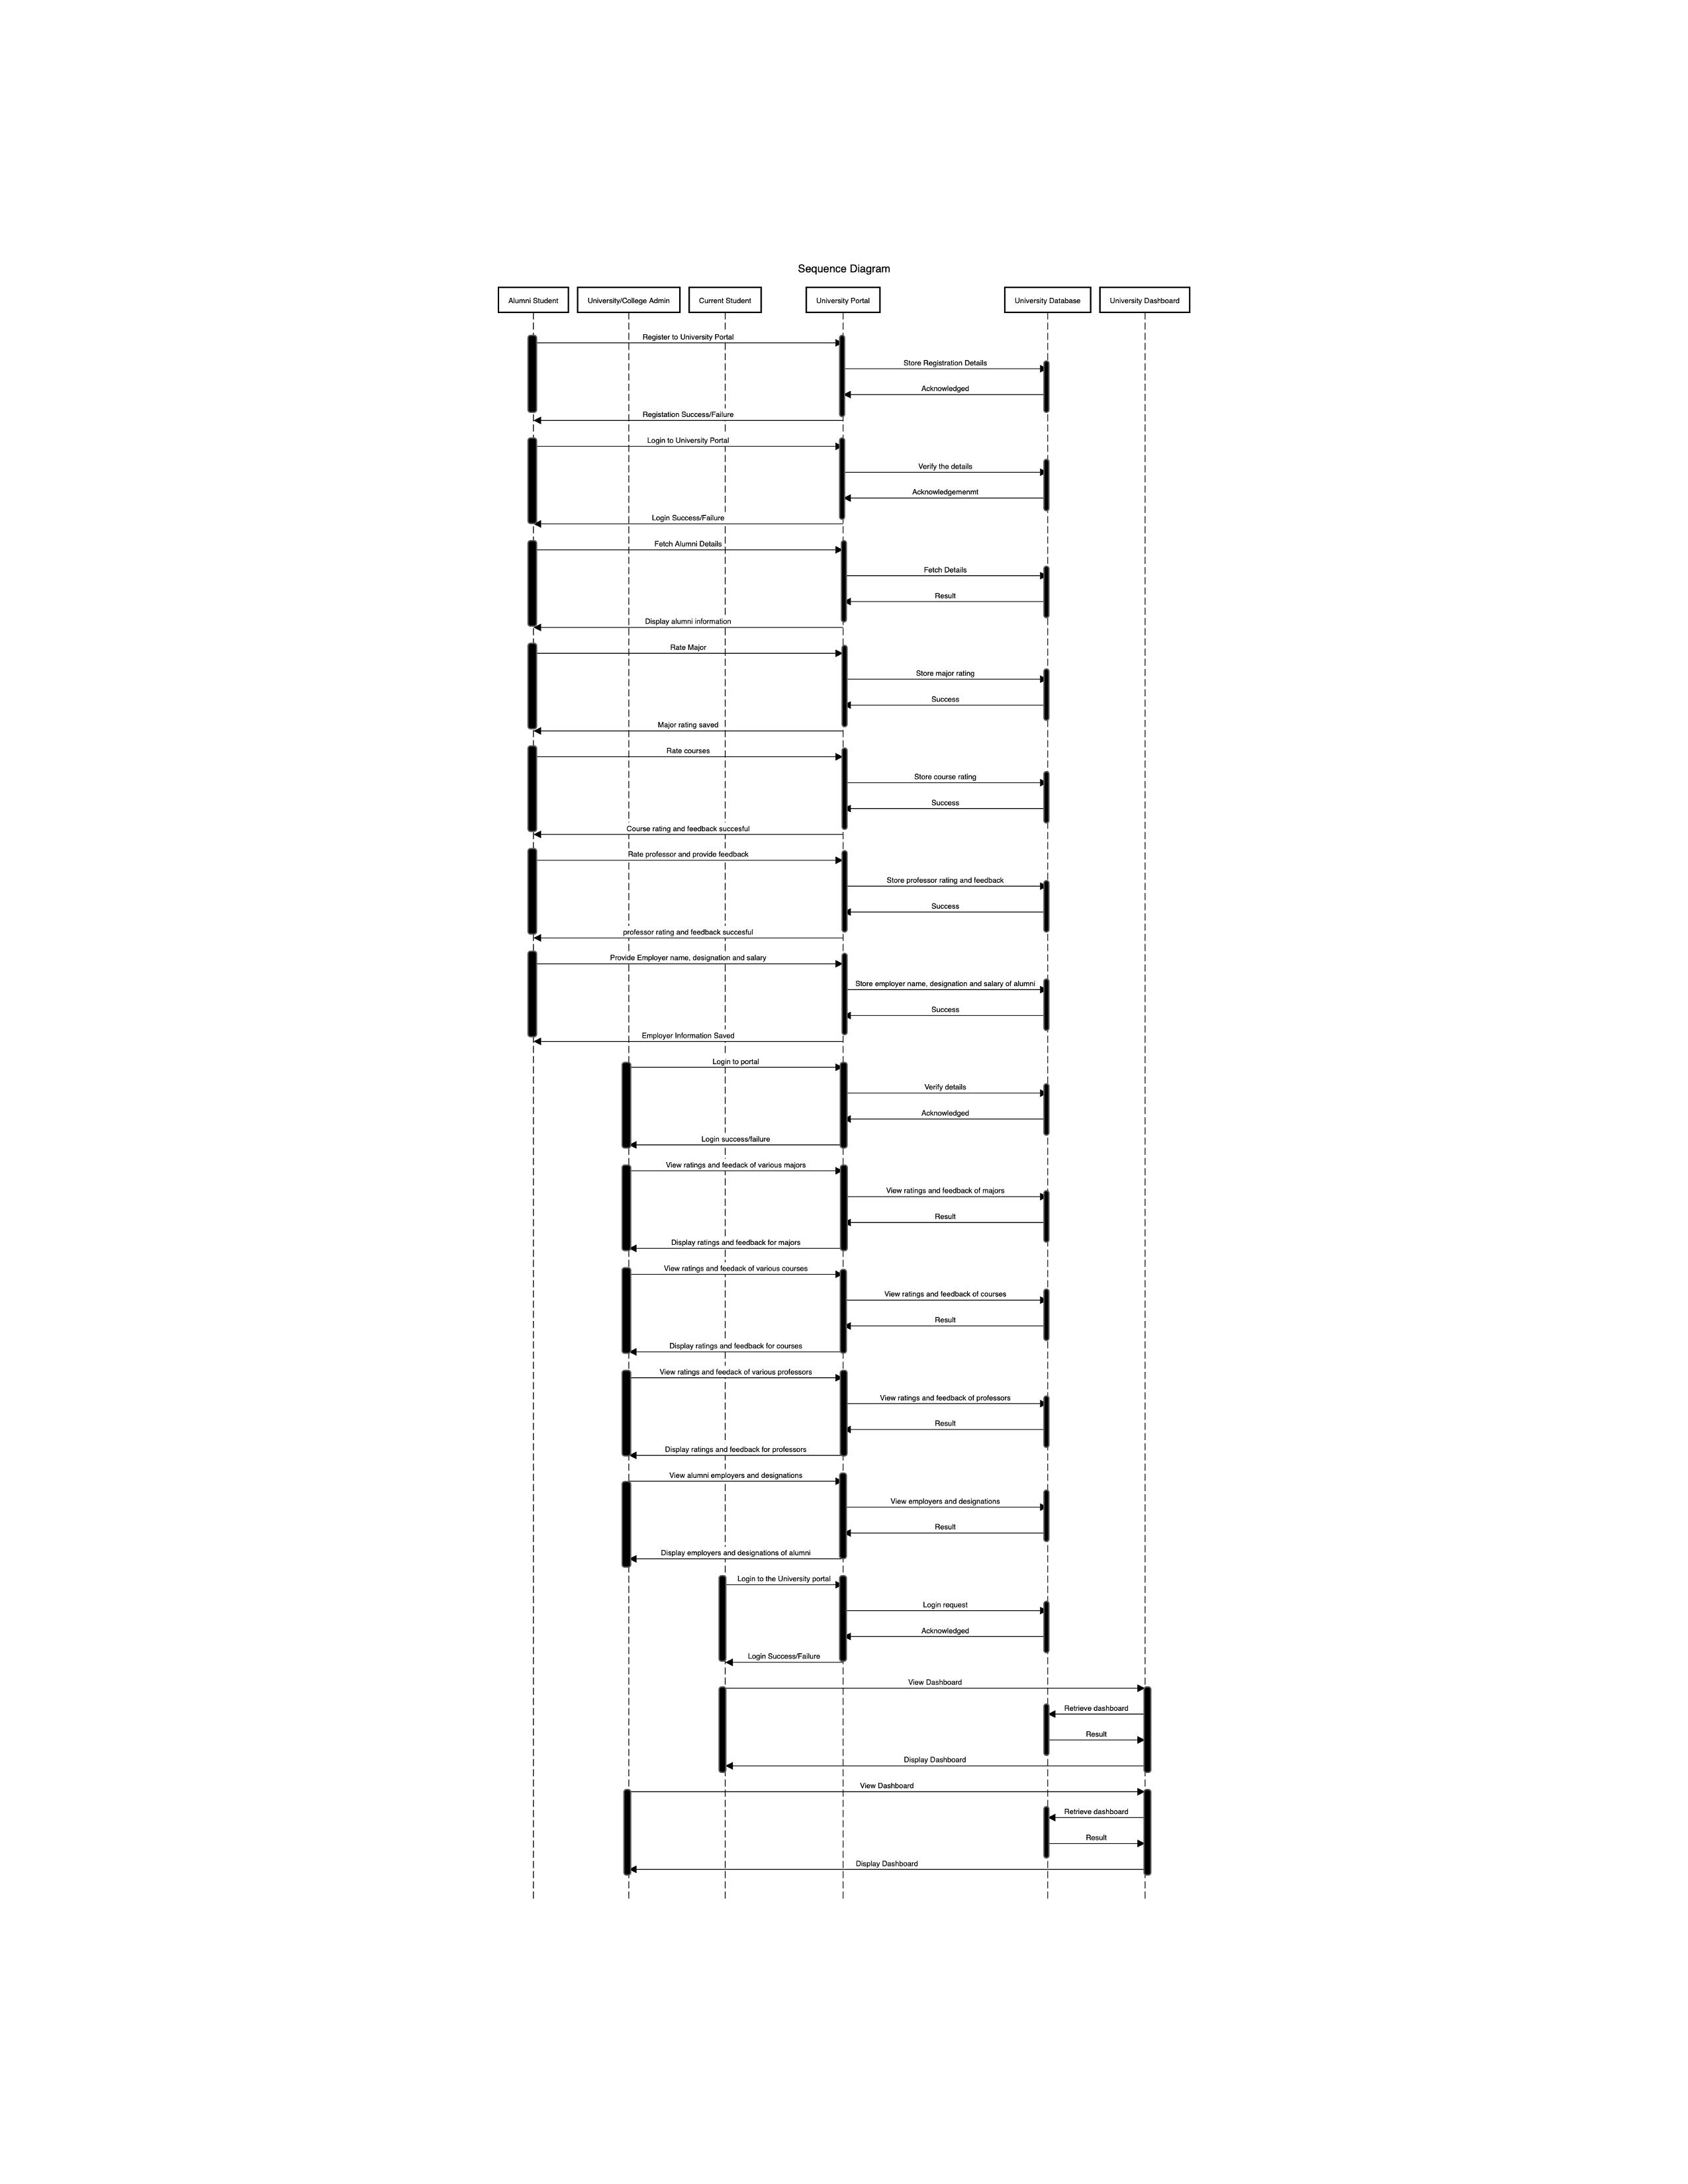 Sequence Diagram
Alumni Student
University/College Admin
Current Student
University Portal
University Database
University Dashboard
Register to University Portal
Store Registration Details
Acknowledged
Registation Success/Failure
Login to University Portal
Verify the details
Acknowledgemenmt
Login Success/Failure
Fetch Alumni Details
Fetch Details
Result
Display alumni information
Rate Major
Store major rating
Success
Major rating saved
Rate courses
Store course rating
Success
Course rating and feedback succesful
Rate professor and provide feedback
Store professor rating and feedback
Success
professor rating and feedback succesful
Provide Employer name, designation and salary
Store employer name, designation and salary of alumni
Success
Employer Information Saved
Login to portal
Verify details
Acknowledged
Login success/failure
View ratings and feedack of various majors
View ratings and feedback of majors
Result
Display ratings and feedback for majors
View ratings and feedack of various courses
View ratings and feedback of courses
Result
Display ratings and feedback for courses
View ratings and feedack of various professors
View ratings and feedback of professors
Result
Display ratings and feedback for professors
View alumni employers and designations
View employers and designations
Result
Display employers and designations of alumni
Login to the University portal
Login request
Acknowledged
Login Success/Failure
View Dashboard
Retrieve dashboard
Result
Display Dashboard
View Dashboard
Retrieve dashboard
Result
Display Dashboard